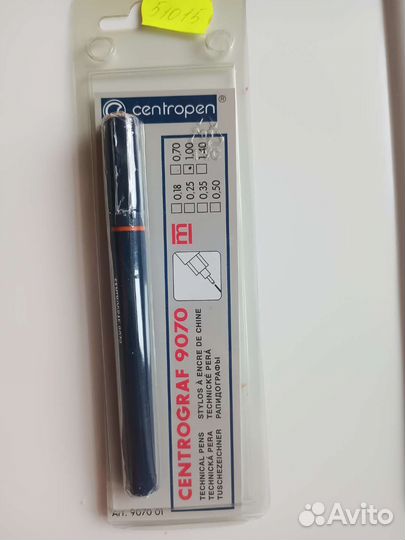 51015
centropen®
0,70 1,00 1,40
0,18 0,25 0,35 0,50
m
CENTROGRAF 9070
TECHNICAL PENS STYLOS À ENCRE DE CHINE
TECHNICKÁ PERA TECHNICKÉ PERÁ
TUSCHEZEICHNER РАПИДОГРАФЫ
Art. 9070 01
Avito